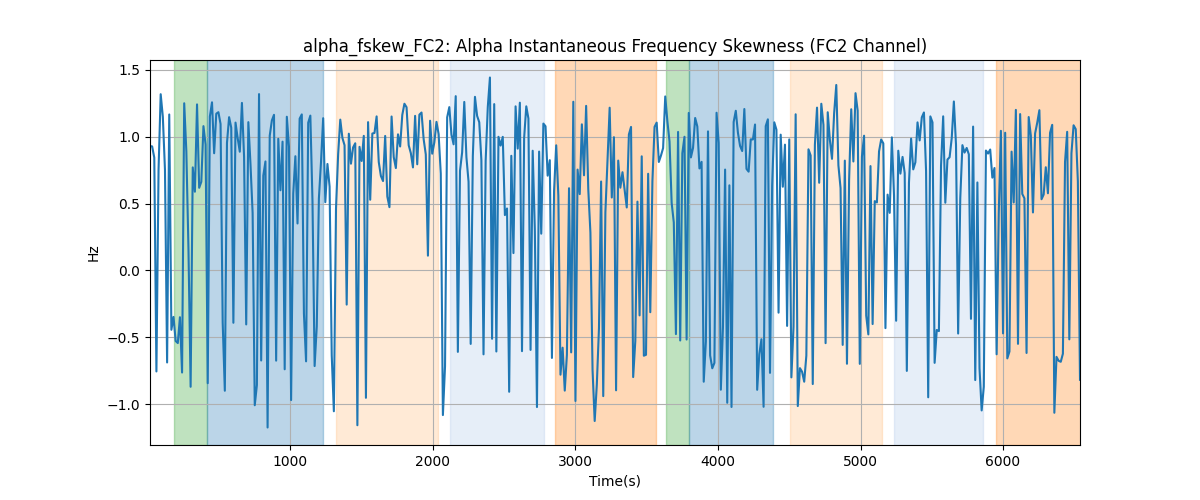 alpha_fskew_FC2: Alpha Instantaneous Frequency Skewness (FC2 Channel)
1.5
1.0
0.5
0.0
−0.5
−1.0
Hz
1000 2000 3000 4000 5000 6000
Time(s)